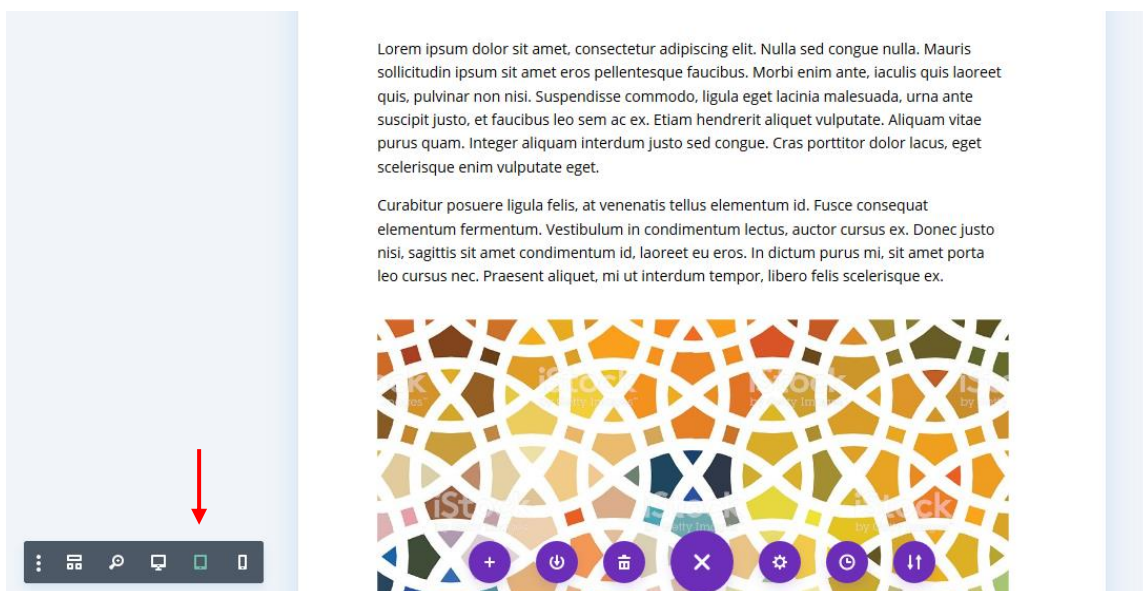 Lorem ipsum dolor sit amet, consectetur adipiscing elit. Nulla sed congue nulla. Mauris
sollicitudin ipsum sit amet eros pellentesque faucibus. Morbi enim ante, iaculis quis laoreet
quis, pulvinar non nisi. Suspendisse commodo, ligula eget lacinia malesuada, urna ante
suscipit justo, et faucibus leo sem ac ex. Etiam hendrerit aliquet vulputate. Aliquam vitae
purus quam. Integer aliquam interdum justo sed congue. Cras porttitor dolor lacus, eget
scelerisque enim vulputate eget.
Curabitur posuere ligula felis, at venenatis tellus elementum id. Fusce consequat
elementum fermentum. Vestibulum in condimentum lectus, auctor cursus ex. Donec justo
nisi, sagittis sit amet condimentum id, laoreet eu eros. In dictum purus mi, sit amet porta
leo cursus nec. Praesent aliquet, mi ut interdum tempor, libero felis scelerisque ex.
iStock